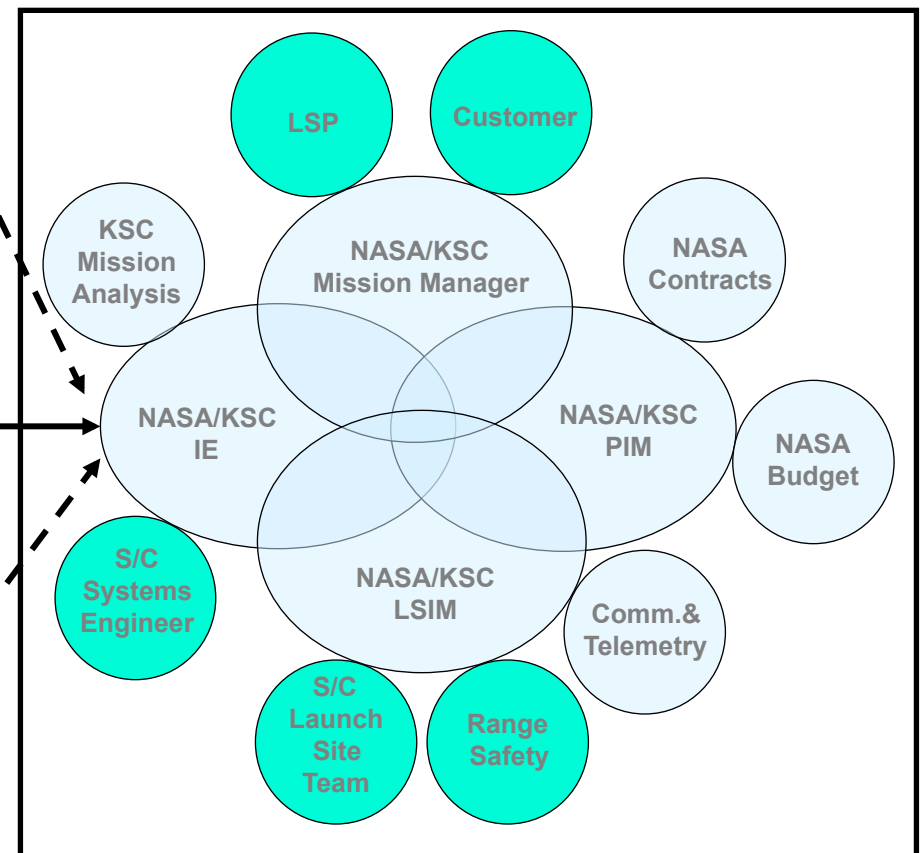 LSP
Customer
KSC
Mission
Analysis
NASA/KSC
Mission Manager
NASA
Contracts
NASA/KSC
IE
NASA/KSC
PIM
NASA
Budget
S/C
Systems
Engineer
NASA/KSC
LSIM
Comm.&
Telemetry
S/C
Launch
Site
Team
Range
Safety